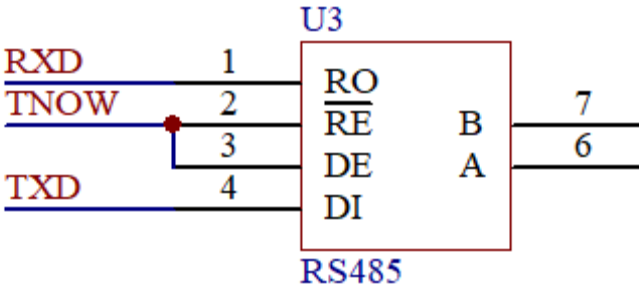 U3
RXD 1 RO
TNOW 2 RE B 7
3 DE A 6
TXD 4 DI
RS485